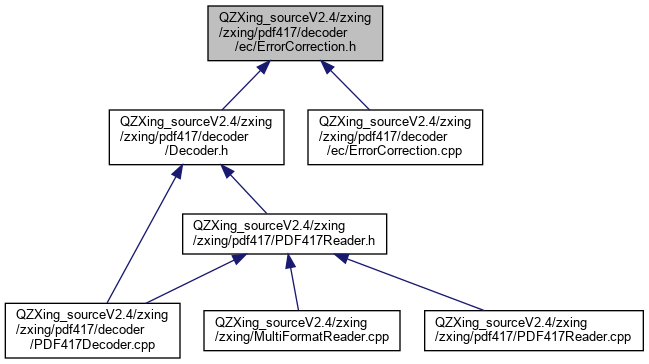 QZXing_sourceV2.4/zxing
/zxing/pdf417/decoder
/ec/ErrorCorrection.h
QZXing_sourceV2.4/zxing
/zxing/pdf417/decoder
/Decoder.h
QZXing_sourceV2.4/zxing
/zxing/pdf417/decoder
/ec/ErrorCorrection.cpp
QZXing_sourceV2.4/zxing
/zxing/pdf417/PDF417Reader.h
QZXing_sourceV2.4/zxing
/zxing/pdf417/decoder
/PDF417Decoder.cpp
QZXing_sourceV2.4/zxing
/zxing/MultiFormatReader.cpp
QZXing_sourceV2.4/zxing
/zxing/pdf417/PDF417Reader.cpp